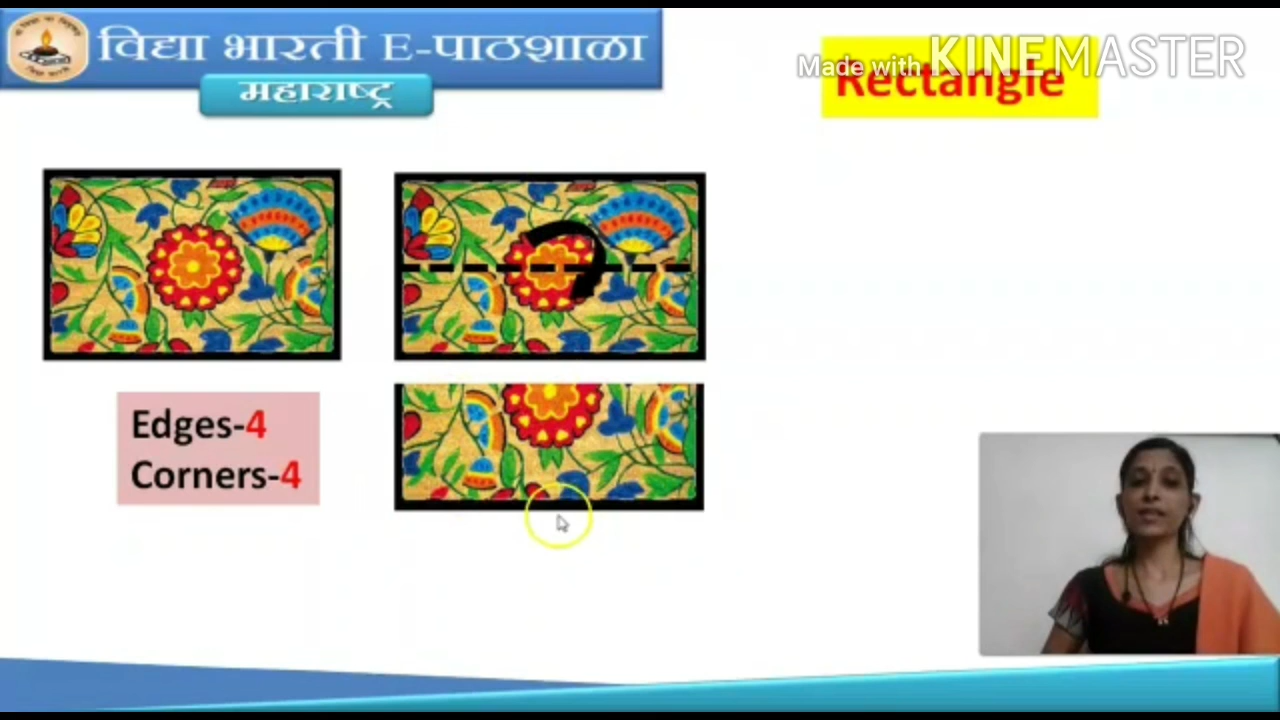 विद्या भारती E-पाठशाळा
महाराष्ट्र
Made with KINEMASTER
Rectangle
Edges-4
Corners-4